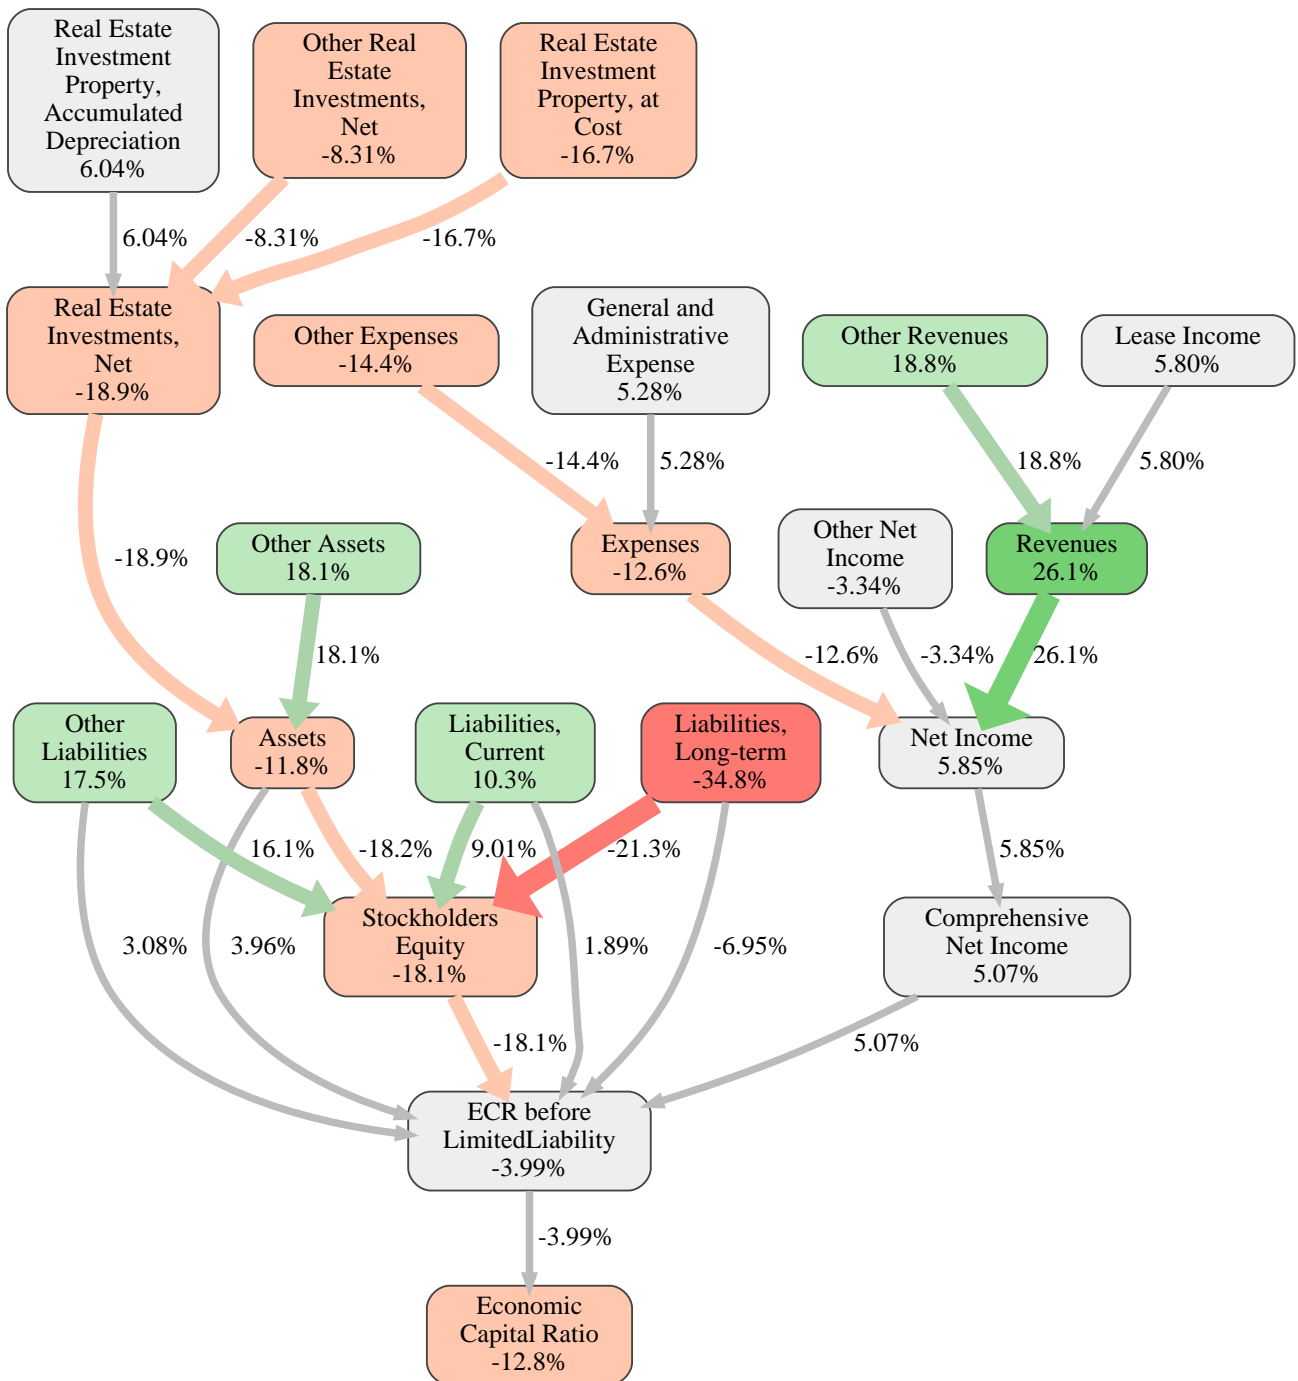 Real Estate
Investment
Property,
Accumulated
Depreciation
6.04%
Other Real
Estate
Investments,
Net
-8.31%
Real Estate
Investment
Property, at
Cost
-16.7%
6.04%
-8.31%
-16.7%
Real Estate
Investments,
Net
-18.9%
Other Expenses
-14.4%
General and
Administrative
Expense
5.28%
Other Revenues
18.8%
Lease Income
5.80%
-14.4%
5.28%
18.8%
5.80%
-18.9%
Other Assets
18.1%
Expenses
-12.6%
Other Net
Income
-3.34%
Revenues
26.1%
18.1%
-12.6%
-3.34%
26.1%
Other
Liabilities
17.5%
Assets
-11.8%
Liabilities,
Current
10.3%
Liabilities,
Long-term
-34.8%
Net Income
5.85%
16.1%
-18.2%
9.01%
-21.3%
5.85%
3.08%
3.96%
Stockholders
Equity
-18.1%
1.89%
-6.95%
Comprehensive
Net Income
5.07%
-18.1%
5.07%
ECR before
LimitedLiability
-3.99%
-3.99%
Economic
Capital Ratio
-12.8%